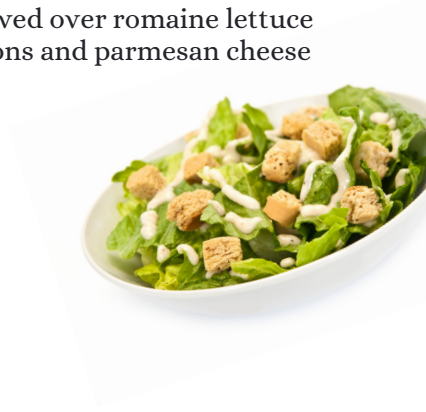 ved over romaine lettuce
ons and parmesan cheese